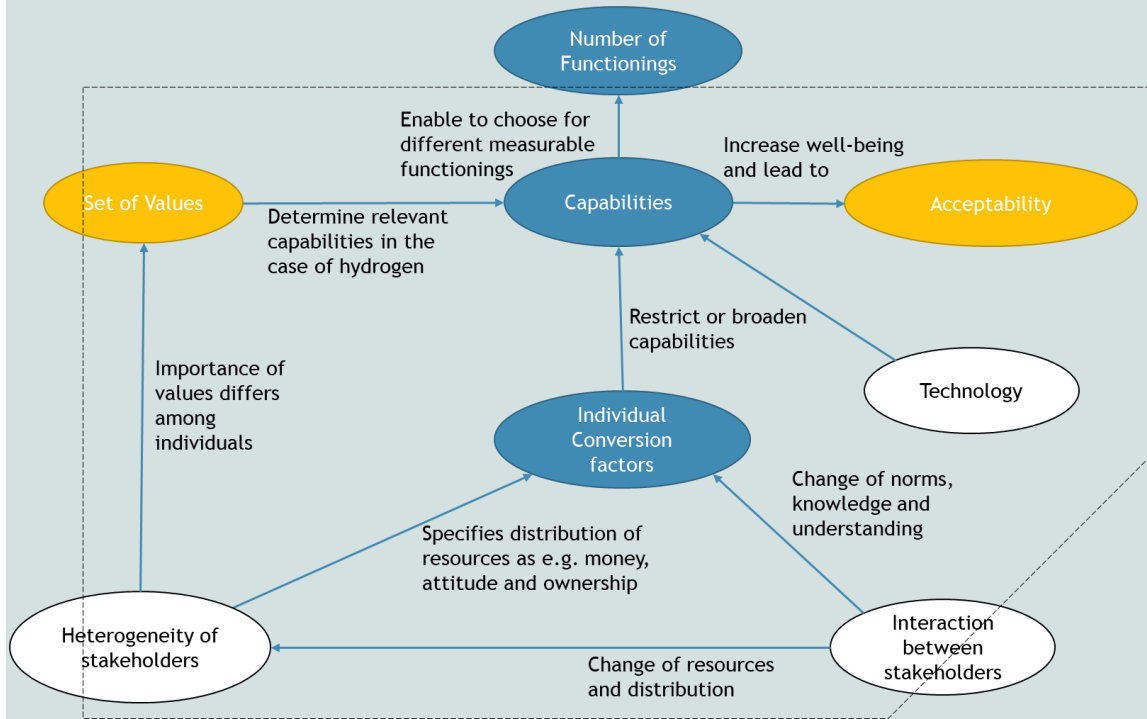 Number of
Functionings
Enable to choose for
different measurable
functionings
Increase well-being
and lead to
Set of Values
Capabilities
Acceptability
Determine relevant
capabilities in the
case of hydrogen
Restrict or broaden
capabilities
Importance of
values differs
among
individuals
Technology
Individual
Conversion
factors
Change of norms,
knowledge and
understanding
Specifies distribution of
resources as e.g. money,
attitude and ownership
Heterogeneity of
stakeholders
Interaction
between
stakeholders
Change of resources
and distribution